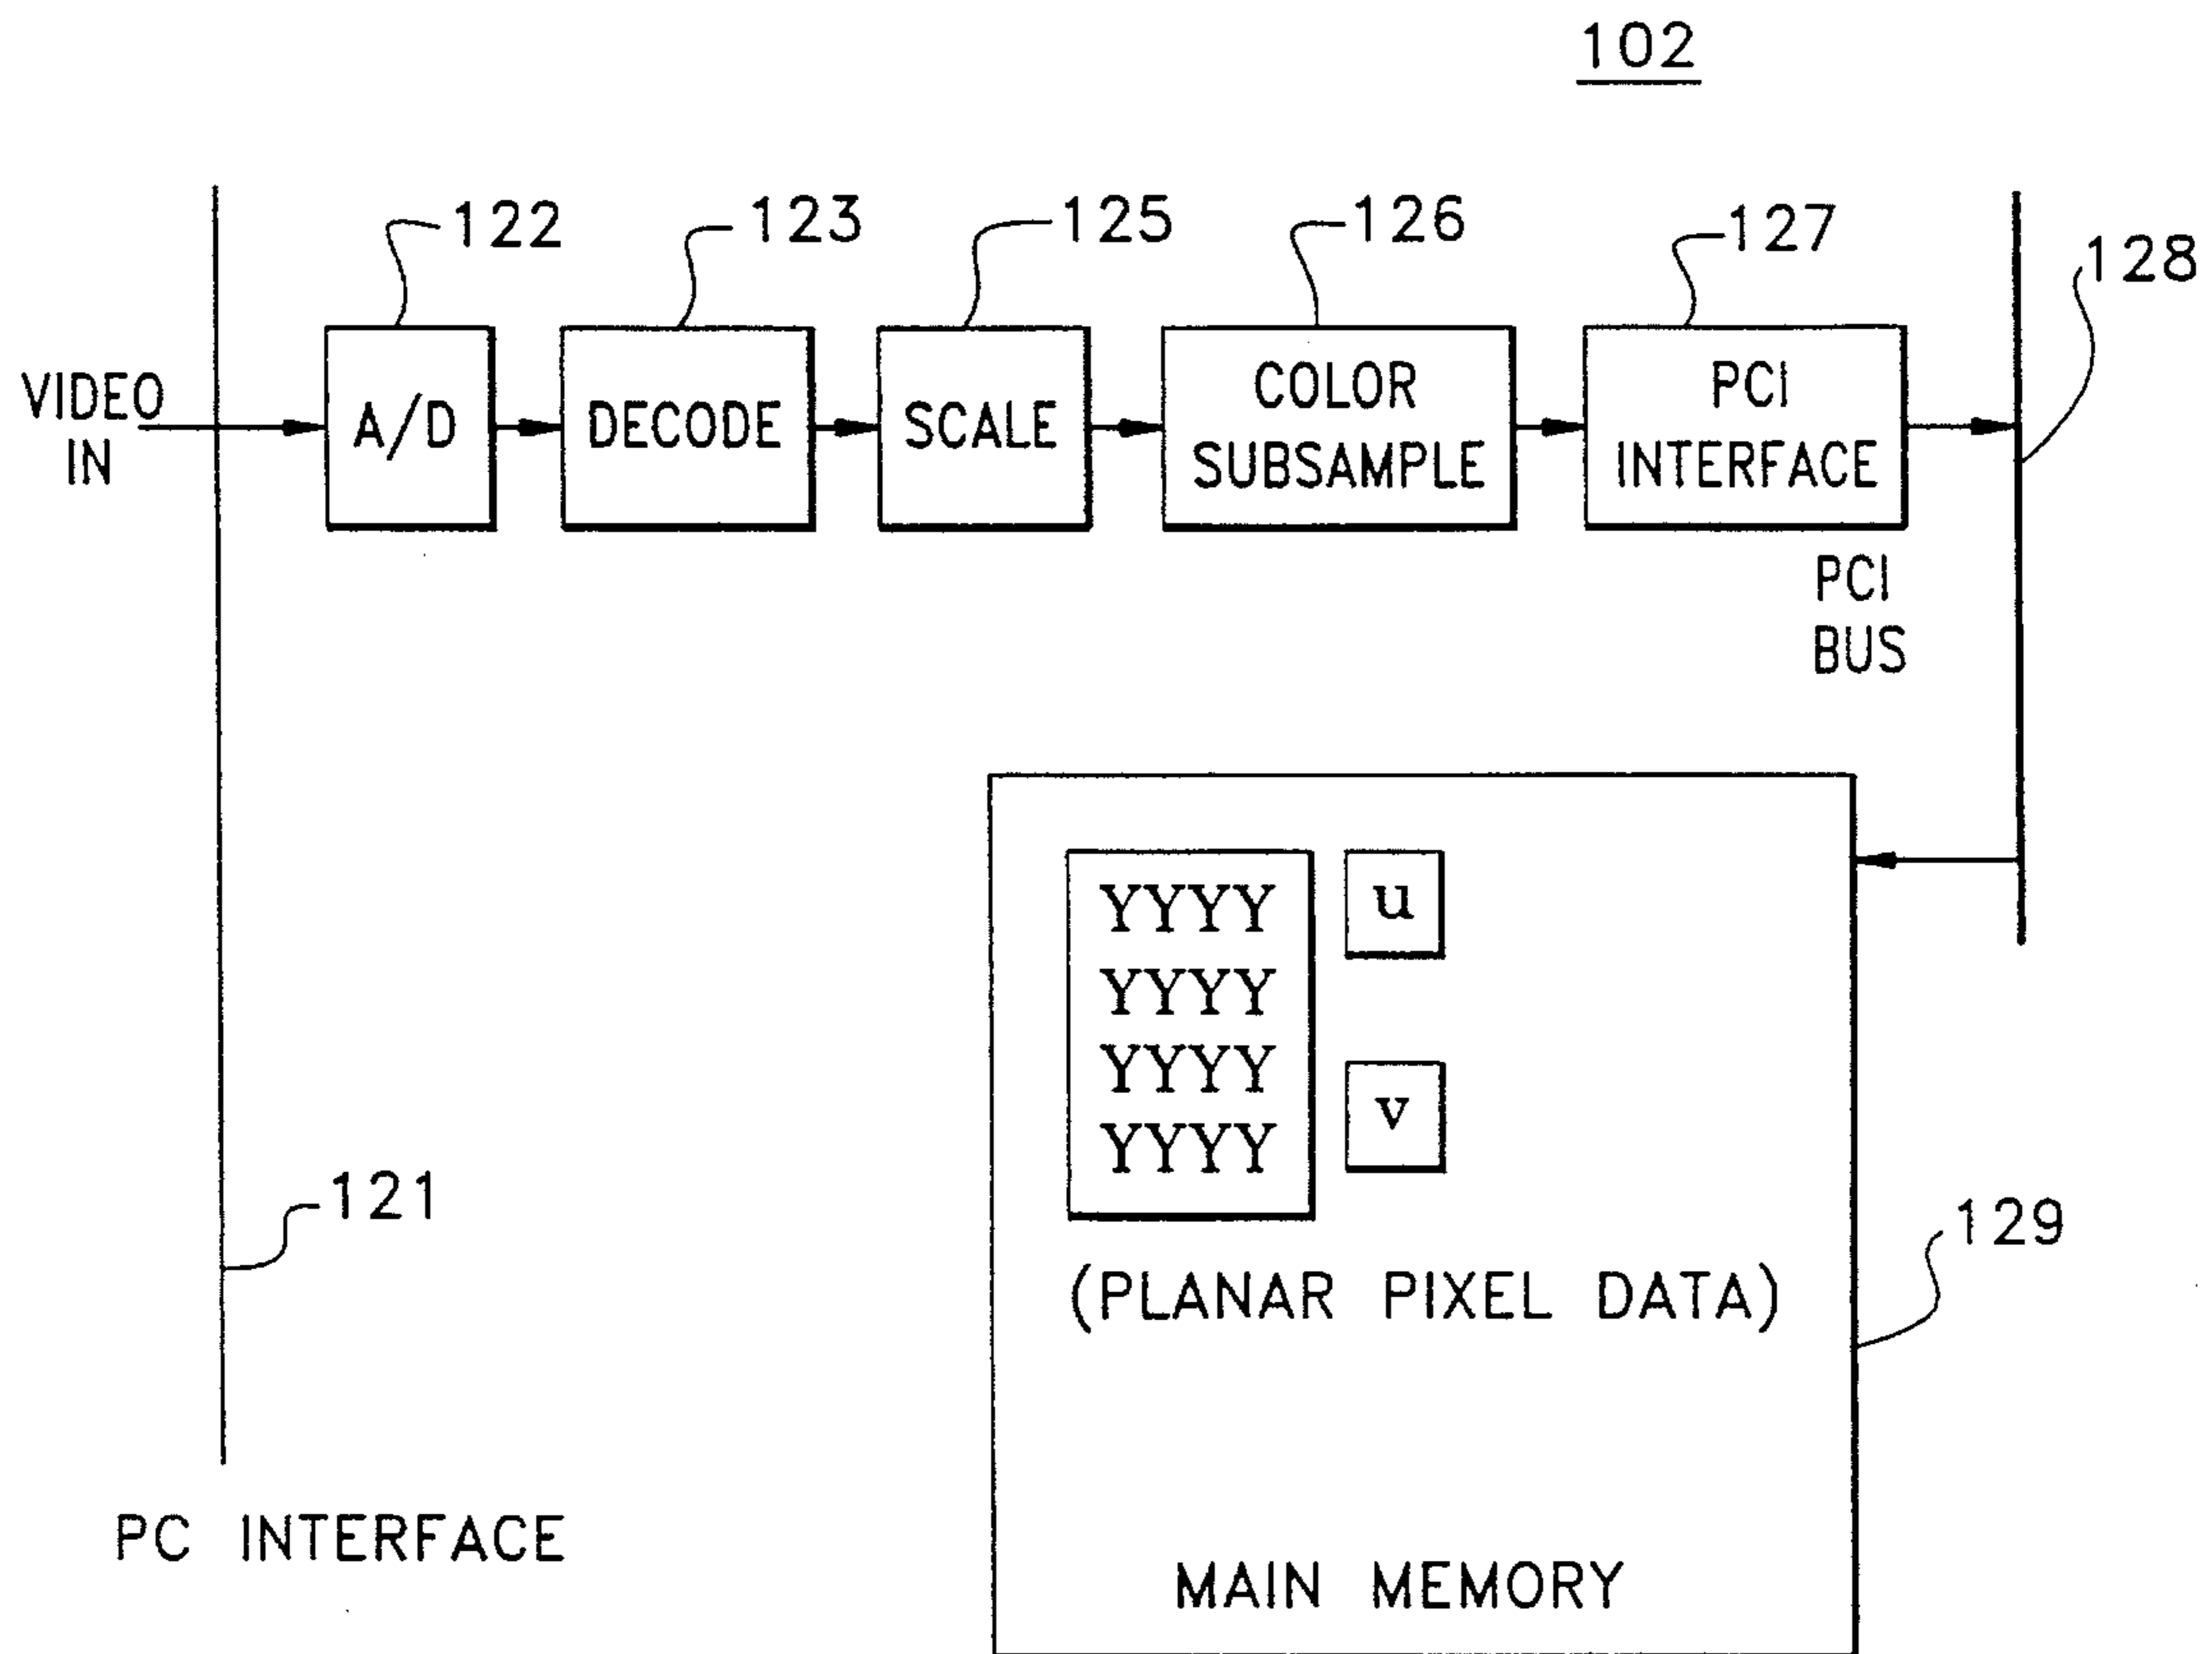 102
122
123
125
126
127
128
VIDEO
IN
A/D
DECODE
SCALE
COLOR
SUBSAMPLE
PCI
INTERFACE
PCI
BUS
YYYY
YYYY
YYYY
YYYY
u
v
(PLANAR PIXEL DATA)
121
129
PC INTERFACE
MAIN MEMORY